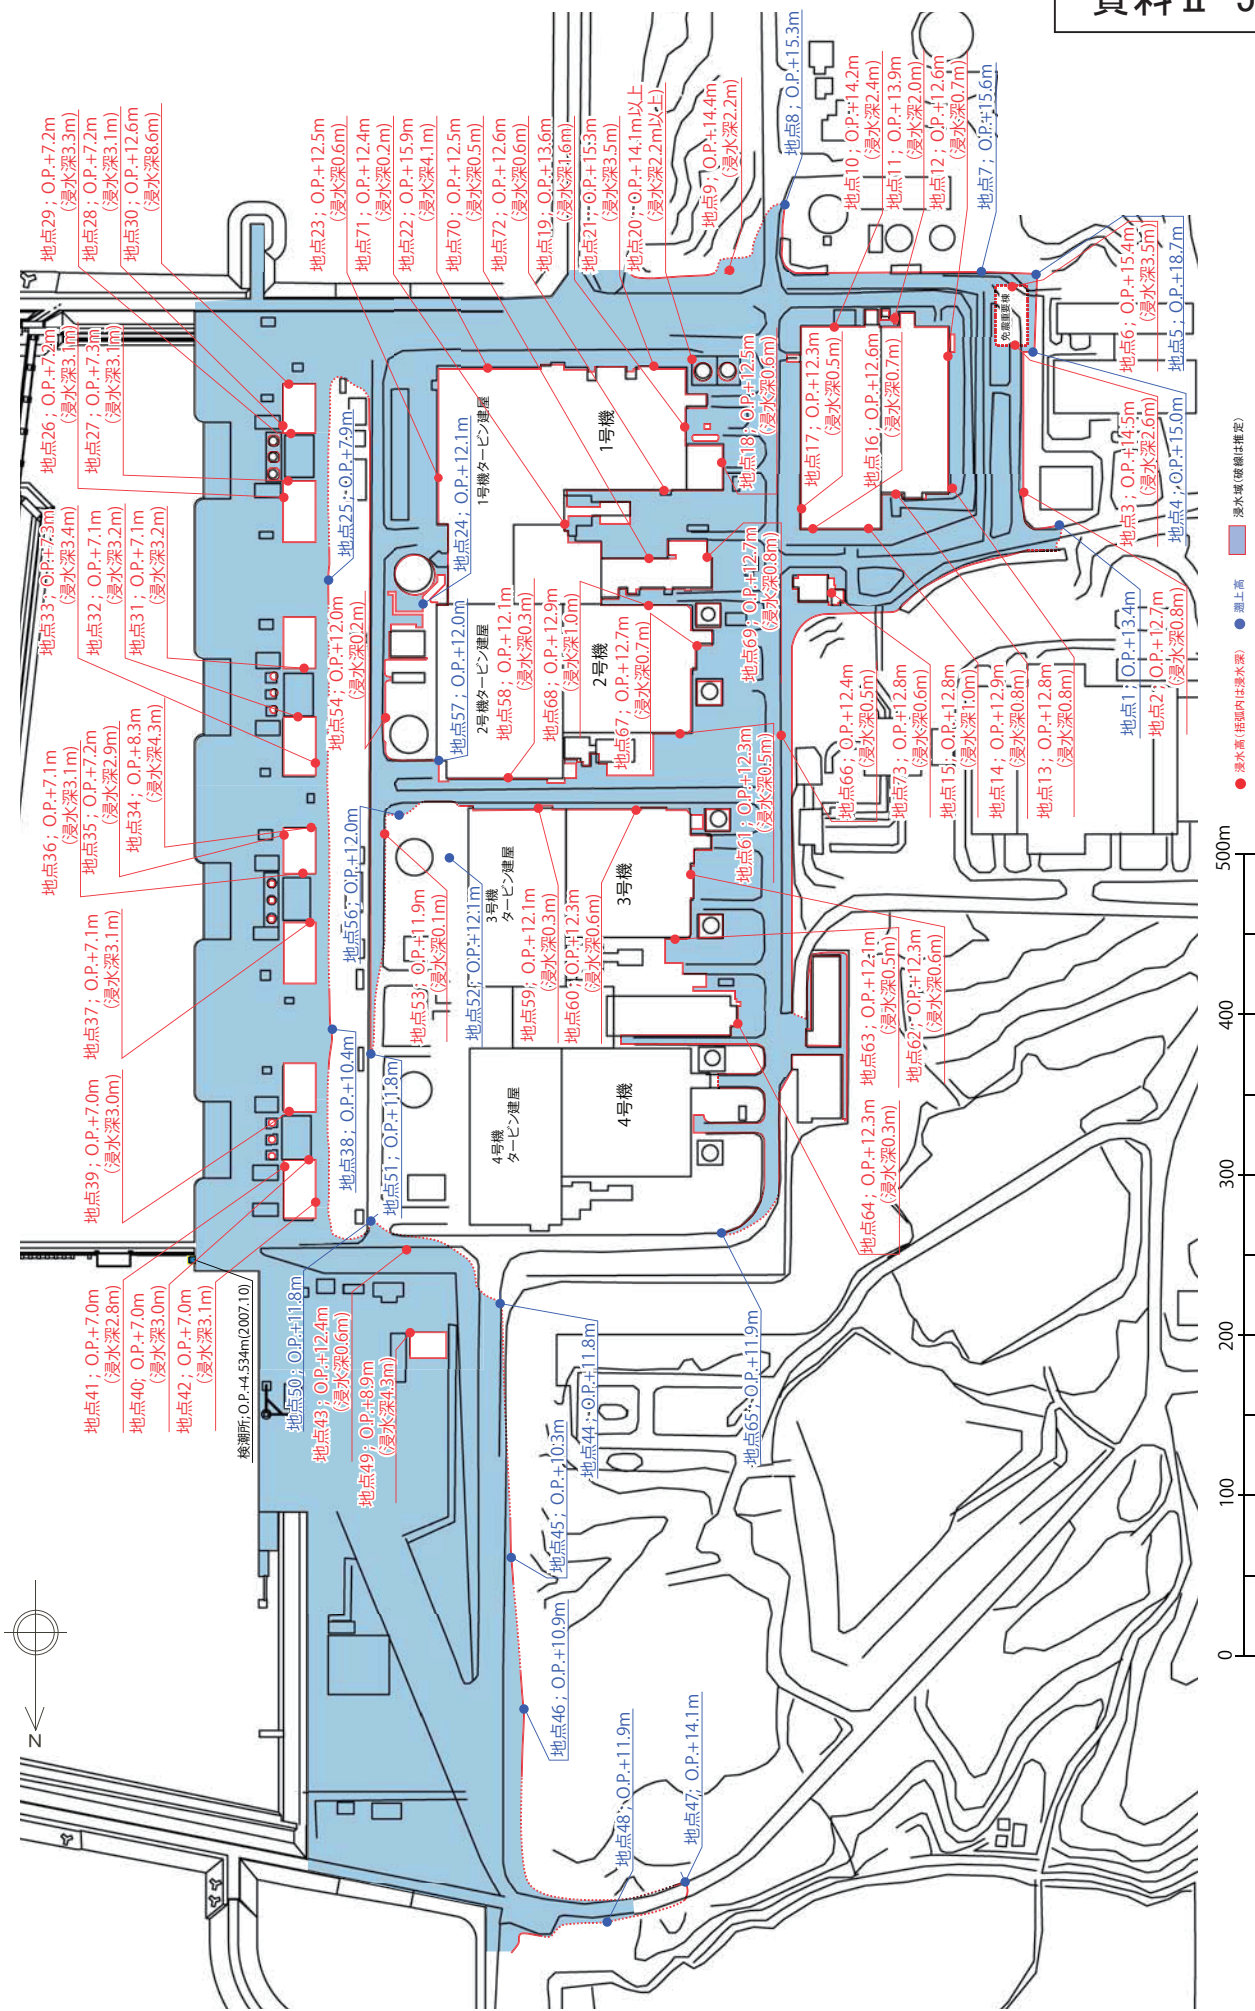 資料Ⅱ
地点29；O.P.+7.2m
(浸水深3.3m)
地点28；O.P.+7.2m
(浸水深3.1m)
地点30；O.P.+12.6m
(浸水深8.6m)
地点26；O.P.+7.2m
(浸水深3.1m)
地点27；O.P.+7.3m
(浸水深3.1m)
地点33；O.P.+7.3m
(浸水深3.4m)
地点32；O.P.+7.1m
(浸水深3.2m)
地点31；O.P.+7.1m
(浸水深3.2m)
地点36；O.P.+7.1m
(浸水深3.1m)
地点35；O.P.+7.2m
(浸水深2.9m)
地点34；O.P.+8.3m
(浸水深4.3m)
地点37；O.P.+7.1m
(浸水深3.1m)
地点39；O.P.+7.0m
(浸水深3.0m)
地点41；O.P.+7.0m
(浸水深2.8m)
地点40；O.P.+7.0m
(浸水深3.0m)
地点42；O.P.+7.0m
(浸水深3.1m)
検潮所；O.P.+4.534m(2007.10)
地点23；O.P.+12.5m
(浸水深0.6m)
地点71；O.P.+12.4m
(浸水深0.2m)
地点22；O.P.+15.9m
(浸水深4.1m)
地点70；O.P.+12.5m
(浸水深0.5m)
地点72；O.P.+12.6m
(浸水深0.6m)
地点19；O.P.+13.6m
(浸水深1.6m)
地点21；O.P.+15.3m
(浸水深3.5m)
地点20；O.P.+14.1m以上
(浸水深2.2m以上)
地点9；O.P.+14.4m
(浸水深2.2m)
地点8；O.P.+15.3m
地点10；O.P.+14.2m
(浸水深2.4m)
地点11；O.P.+13.9m
(浸水深2.0m)
地点12；O.P.+12.6m
(浸水深0.7m)
地点7；O.P.+15.6m
地点6；O.P.+15.4m
(浸水深3.5m)
地点5；O.P.+18.7m
免震重要棟
地点3；O.P.+14.5m
(浸水深2.6m)
地点4；O.P.+15.0m
地点1；O.P.+13.4m
地点2；O.P.+12.7m
(浸水深0.8m)
地点25；O.P.+7.9m
地点24；O.P.+12.1m
1号機タービン建屋
1号機
地点18；O.P.+12.5m
(浸水深0.6m)
地点17；O.P.+12.3m
(浸水深0.5m)
地点16；O.P.+12.6m
(浸水深0.7m)
地点54；O.P.+12.0m
(浸水深0.2m)
地点57；O.P.+12.0m
2号機タービン建屋
地点58；O.P.+12.1m
(浸水深0.3m)
地点68；O.P.+12.9m
(浸水深1.0m)
2号機
地点67；O.P.+12.7m
(浸水深0.7m)
地点69；O.P.+12.7m
(浸水深0.8m)
地点66；O.P.+12.4m
(浸水深0.5m)
地点73；O.P.+12.8m
(浸水深0.6m)
地点15；O.P.+12.8m
(浸水深1.0m)
地点14；O.P.+12.9m
(浸水深0.8m)
地点13；O.P.+12.8m
(浸水深0.8m)
地点56；O.P.+12.0m
地点53；O.P.+11.9m
(浸水深0.1m)
地点52；O.P.+12.1m
3号機
タービン建屋
地点59；O.P.+12.1m
(浸水深0.3m)
地点60；O.P.+12.3m
(浸水深0.6m)
3号機
地点61；O.P.+12.3m
(浸水深0.5m)
地点63；O.P.+12.1m
(浸水深0.5m)
地点62；O.P.+12.3m
(浸水深0.6m)
地点38；O.P.+10.4m
地点51；O.P.+11.8m
4号機
タービン建屋
4号機
地点64；O.P.+12.3m
(浸水深0.3m)
地点50；O.P.+11.8m
地点43；O.P.+12.4m
(浸水深0.6m)
地点49；O.P.+8.9m
(浸水深4.3m)
地点65；O.P.+11.9m
地点44；O.P.+11.8m
地点45；O.P.+10.3m
地点46；O.P.+10.9m
地点48；O.P.+11.9m
地点47；O.P.+14.1m
N
0 100 200 300 400 500m
浸水高(括弧内は浸水深)
遡上高
浸水域(破線は推定)